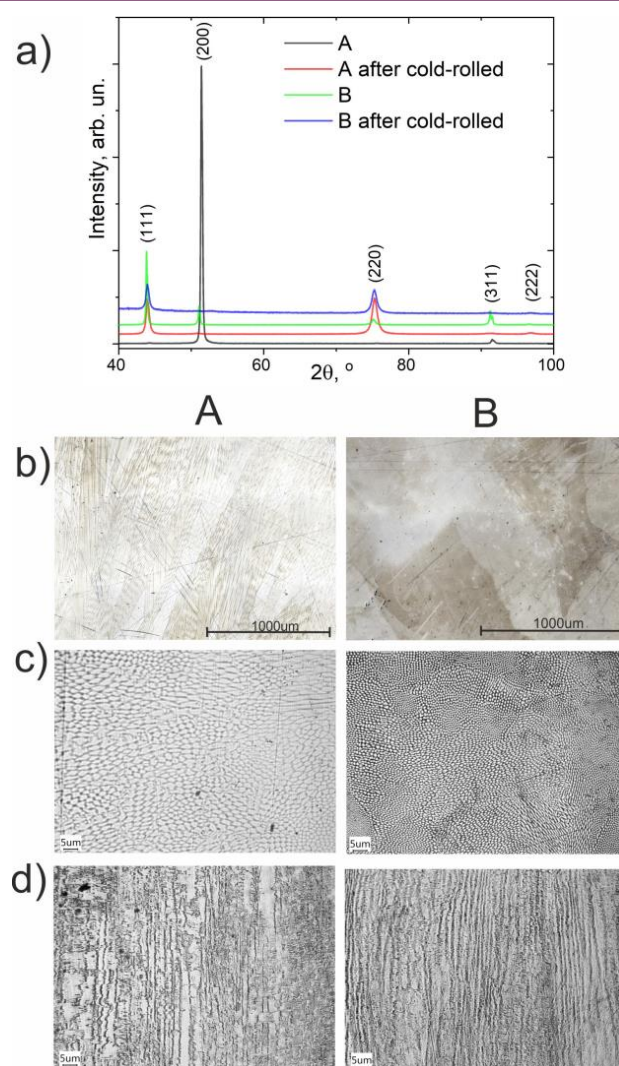 a)
Intensity, arb. un.
A
A after cold-rolled
B
B after cold-rolled
(111)
(200)
(220)
(311)
(222)
40
60
80
100
2θ, °
A
B
b)
1000um
1000um
c)
5um
5um
d)
5um
5um